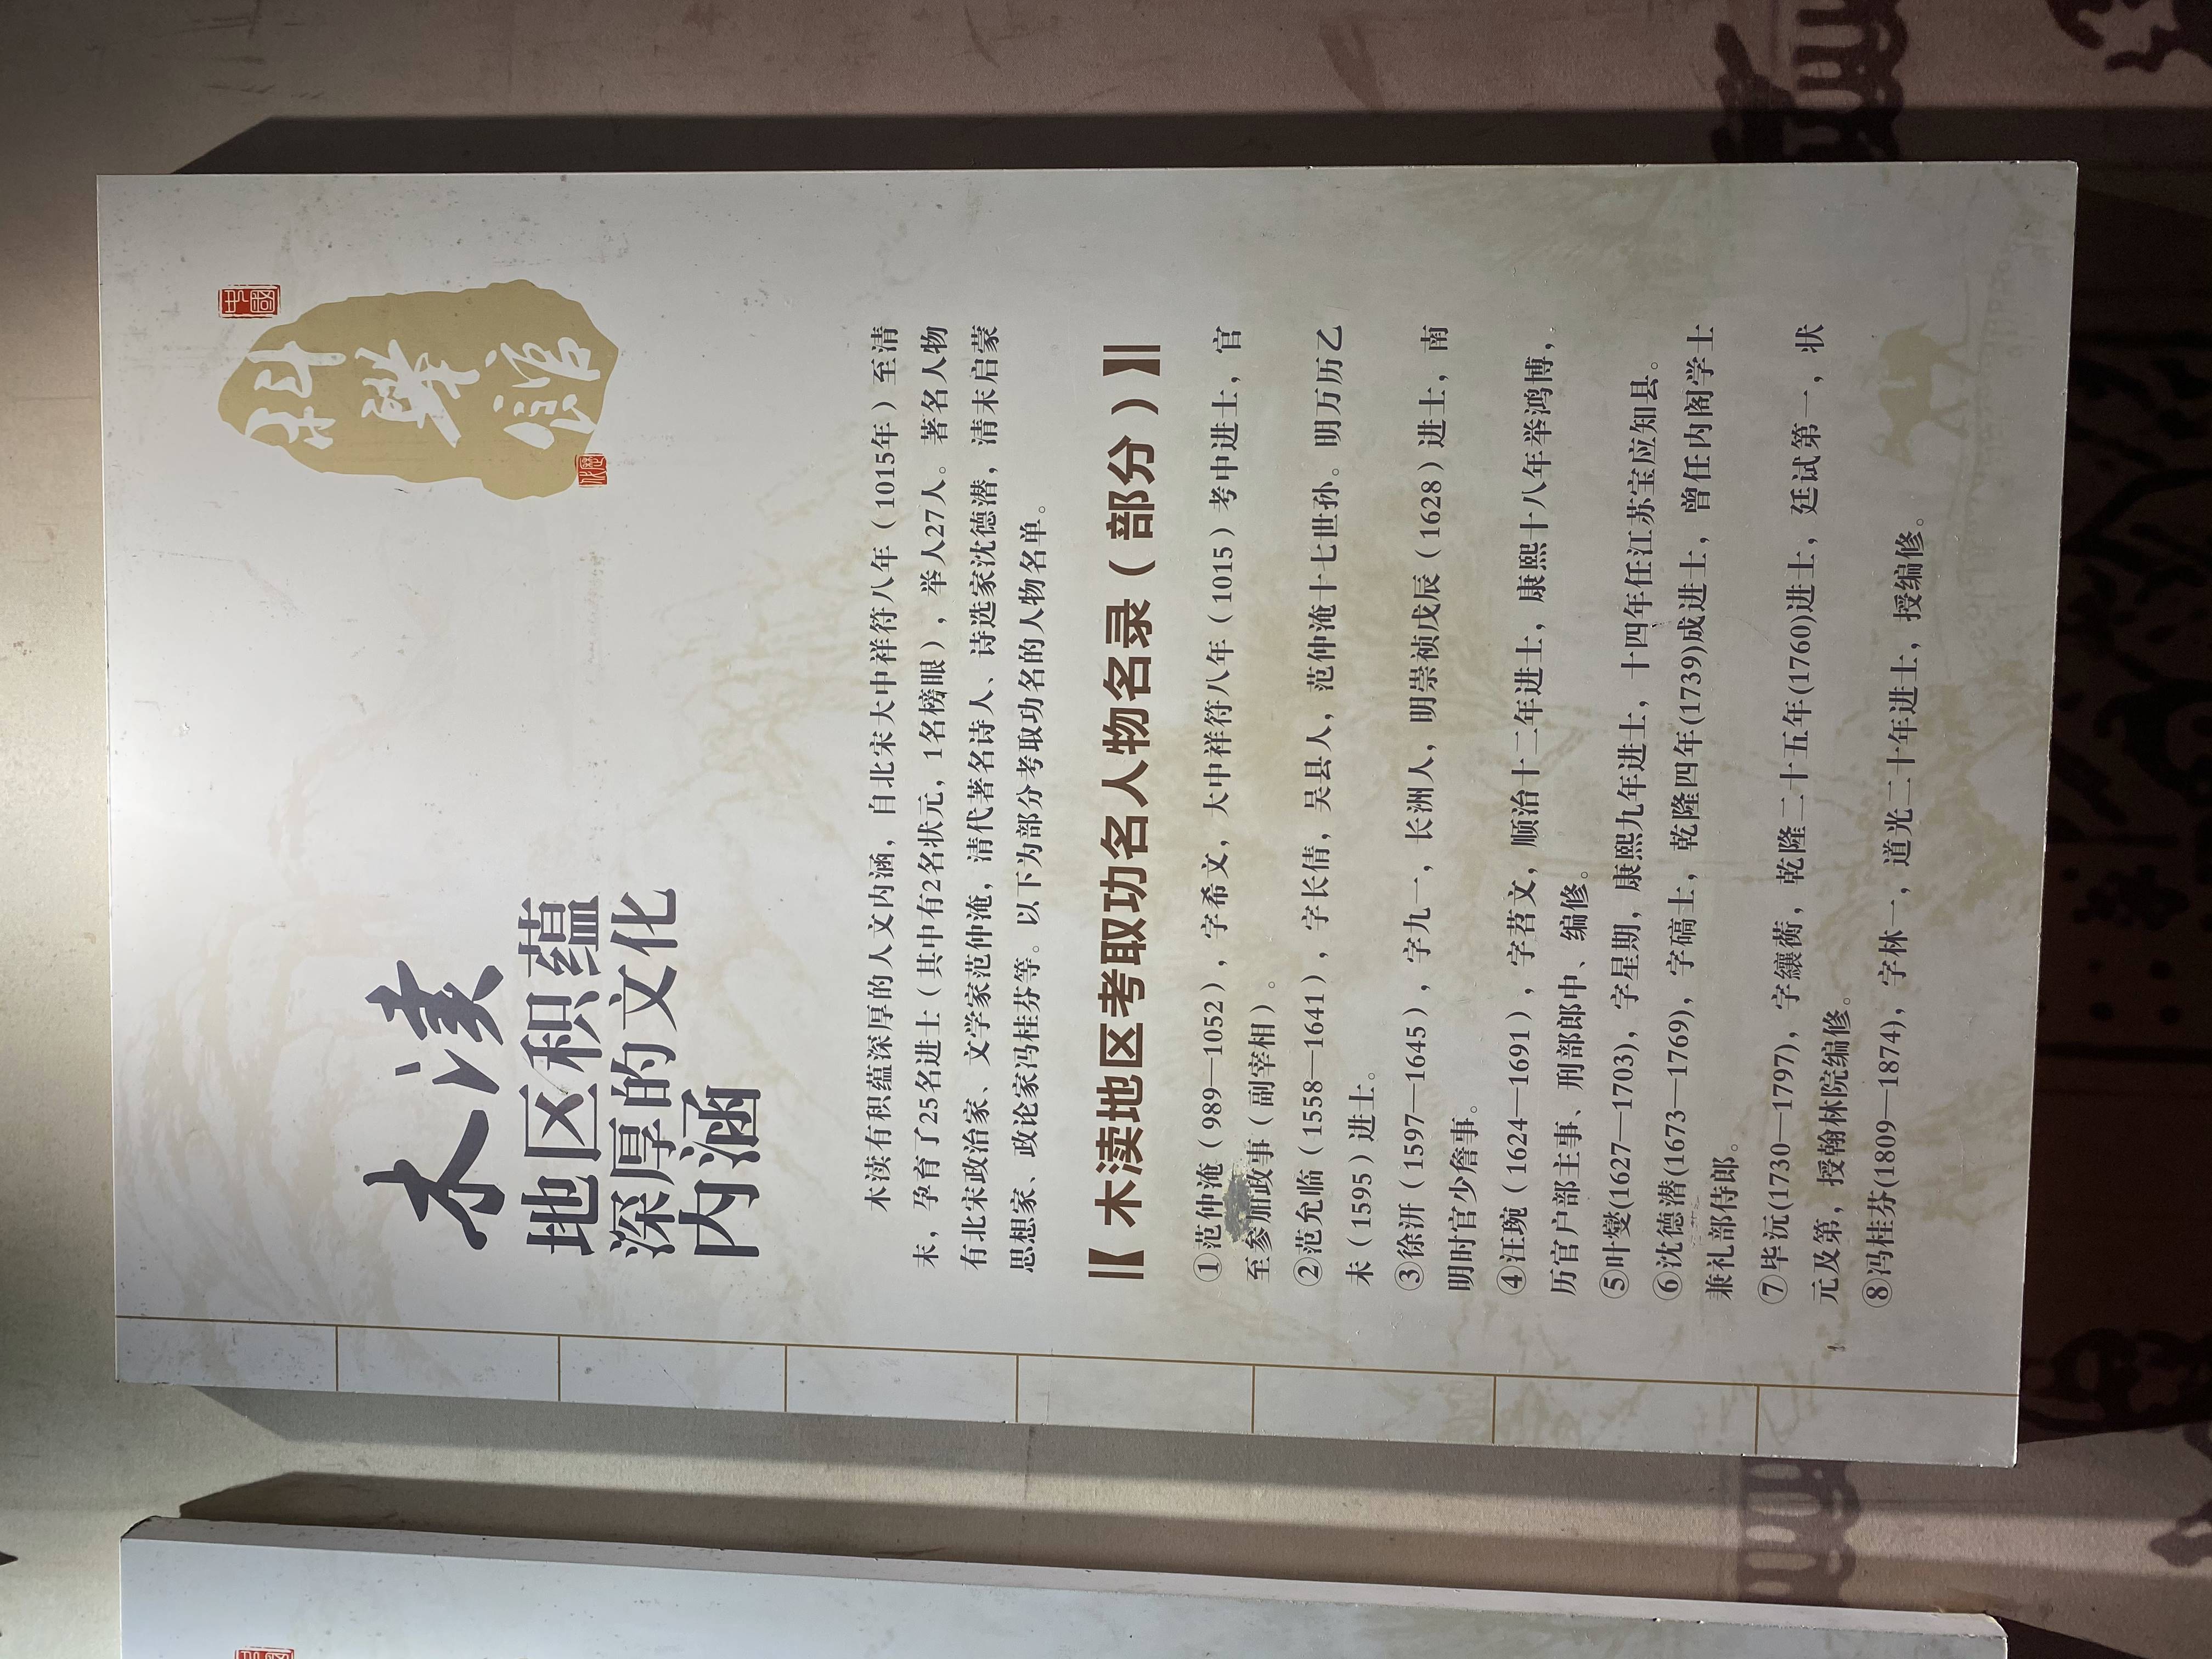 中國
科舉館
木渎
地区积蕴
深厚的文化
内涵
木渎有积蕴深厚的人文内涵，自北宋大中祥符八年（1015年）至清
末，孕育了25名进士（其中有2名状元，1名榜眼），举人27人。著名人物
有北宋政治家、文学家范仲淹，清代著名诗人、诗选家沈德潜，清末启蒙
思想家、政论家冯桂芬等。以下为部分考取功名的人物名单。
【木渎地区考取功名人物名录（部分）】
①范仲淹（989—1052），字希文，大中祥符八年（1015）考中进士，官
至参加政事（副宰相）。
②范允临（1558—1641），字长倩，吴县人，范仲淹十七世孙。明万历乙
未（1595）进士。
③徐汧（1597—1645），字九一，长洲人，明崇祯戊辰（1628）进士，南
明时官少詹事。
④汪琬（1624—1691），字苕文，顺治十二年进士，康熙十八年举鸿博，
历官户部主事、刑部郎中、编修。
⑤叶燮(1627—1703)，字星期，康熙九年进士，十四年任江苏宝应知县。
⑥沈德潜(1673—1769)，字碻士，乾隆四年(1739)成进士，曾任内阁学士
兼礼部侍郎。
⑦毕沅(1730—1797)，字纕蘅，乾隆二十五年(1760)进士，廷试第一，状
元及第，授翰林院编修。
⑧冯桂芬(1809—1874)，字林一，道光二十年进士，授编修。